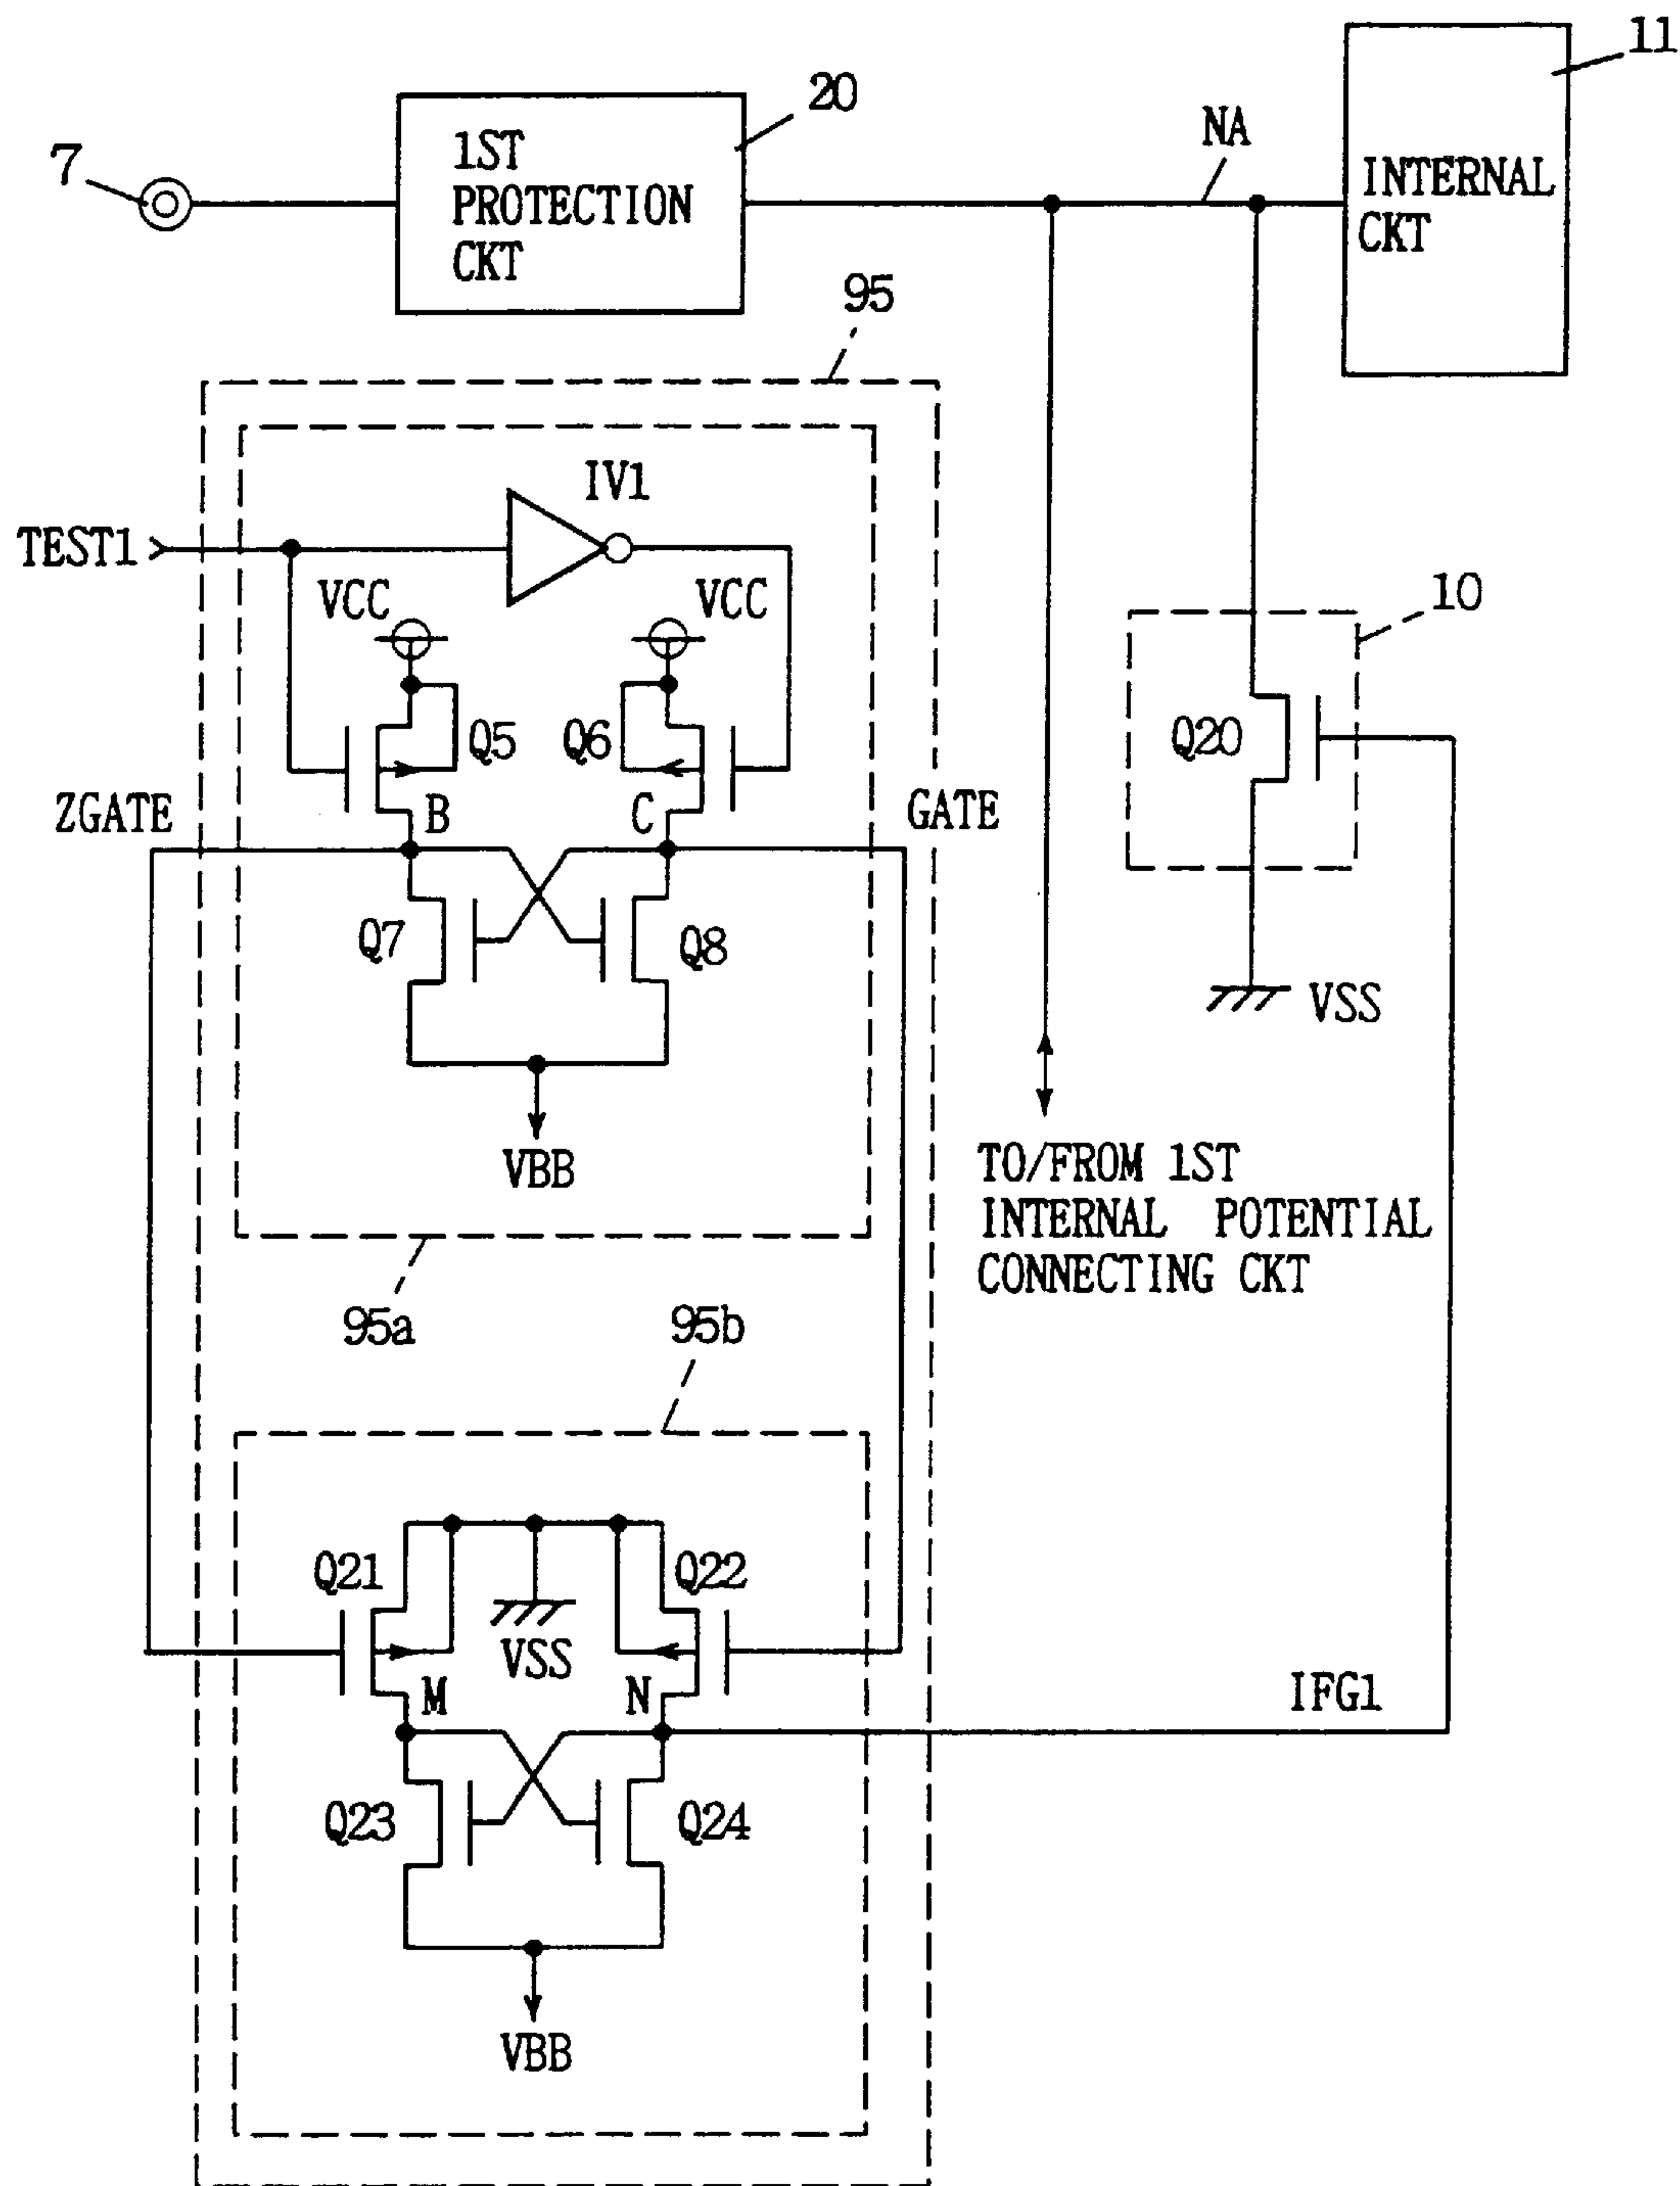 11
20
7
1ST
PROTECTION
CKT
NA
INTERNAL
CKT
95
IV1
TEST1
VCC
VCC
10
Q5
Q6
Q20
ZGATE
B
C
GATE
Q7
Q8
VSS
VBB
TO/FROM 1ST
INTERNAL POTENTIAL
CONNECTING CKT
95a
95b
Q21
Q22
VSS
M
N
IFG1
Q23
Q24
VBB